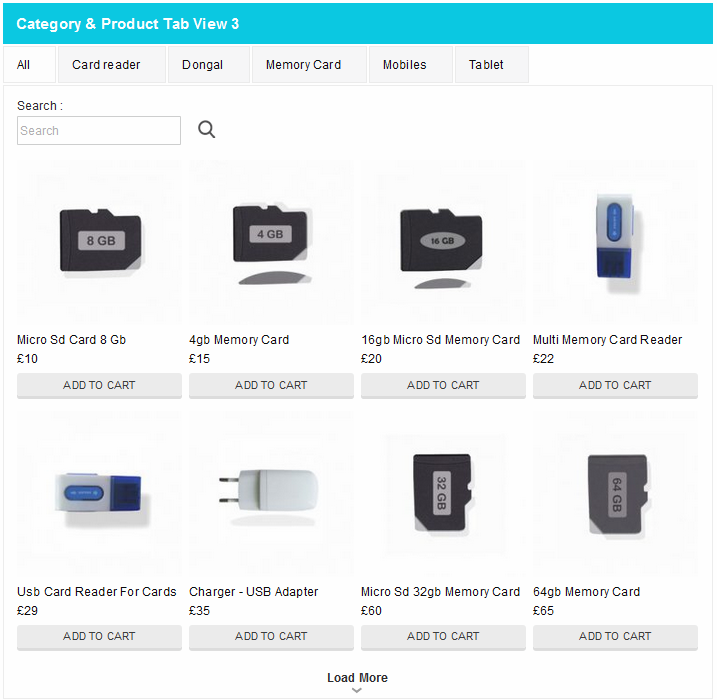 Category & Product Tab View 3
All Card reader Dongal Memory Card Mobiles Tablet
Search :
Search
8 GB 4 GB 16 GB
Micro Sd Card 8 Gb 4gb Memory Card 16gb Micro Sd Memory Card Multi Memory Card Reader
£10 £15 £20 £22
ADD TO CART ADD TO CART ADD TO CART ADD TO CART
32 GB 64 GB
Usb Card Reader For Cards Charger - USB Adapter Micro Sd 32gb Memory Card 64gb Memory Card
£29 £35 £60 £65
ADD TO CART ADD TO CART ADD TO CART ADD TO CART
Load More